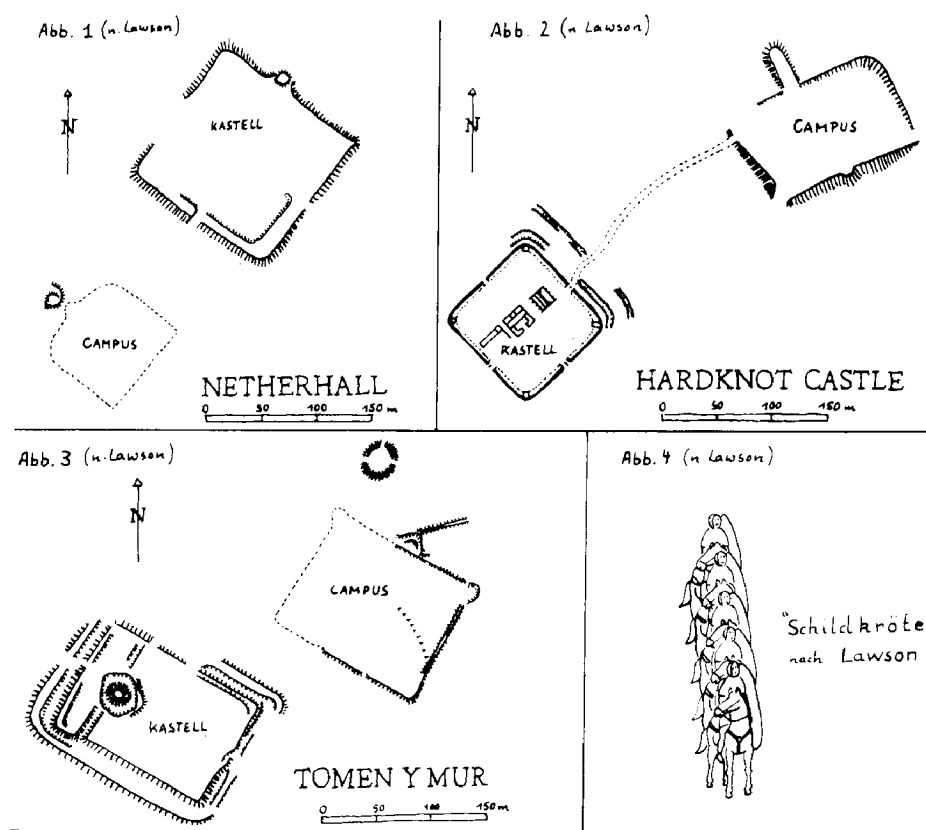 Abb. 1 (n. Lawson)
N
KASTELL
CAMPUS
NETHERHALL
0 50 100 150 m
Abb. 2 (n Lawson)
N
CAMPUS
KASTELL
HARDKNOT CASTLE
0 50 100 150 m
Abb. 3 (n. Lawson)
N
CAMPUS
KASTELL
TOMEN Y MUR
0 50 100 150 m
Abb. 4 (n Lawson)
"Schildkröte
nach Lawson